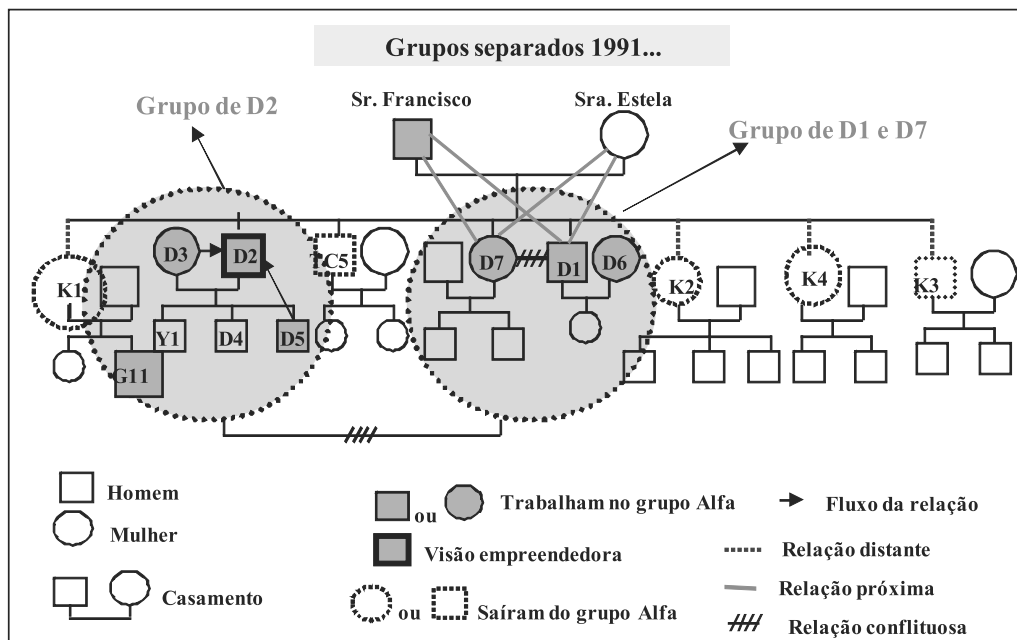 Grupos separados 1991...
Sr. Francisco
Sra. Estela
Grupo de D2
Grupo de D1 e D7
K1
D3
D2
C5
D7
D1
D6
K2
K4
K3
Y1
D4
D5
G11
Homem
Mulher
Casamento
ou
Trabalham no grupo Alfa
Visão empreendedora
ou
Saíram do grupo Alfa
Fluxo da relação
Relação distante
Relação próxima
Relação conflituosa